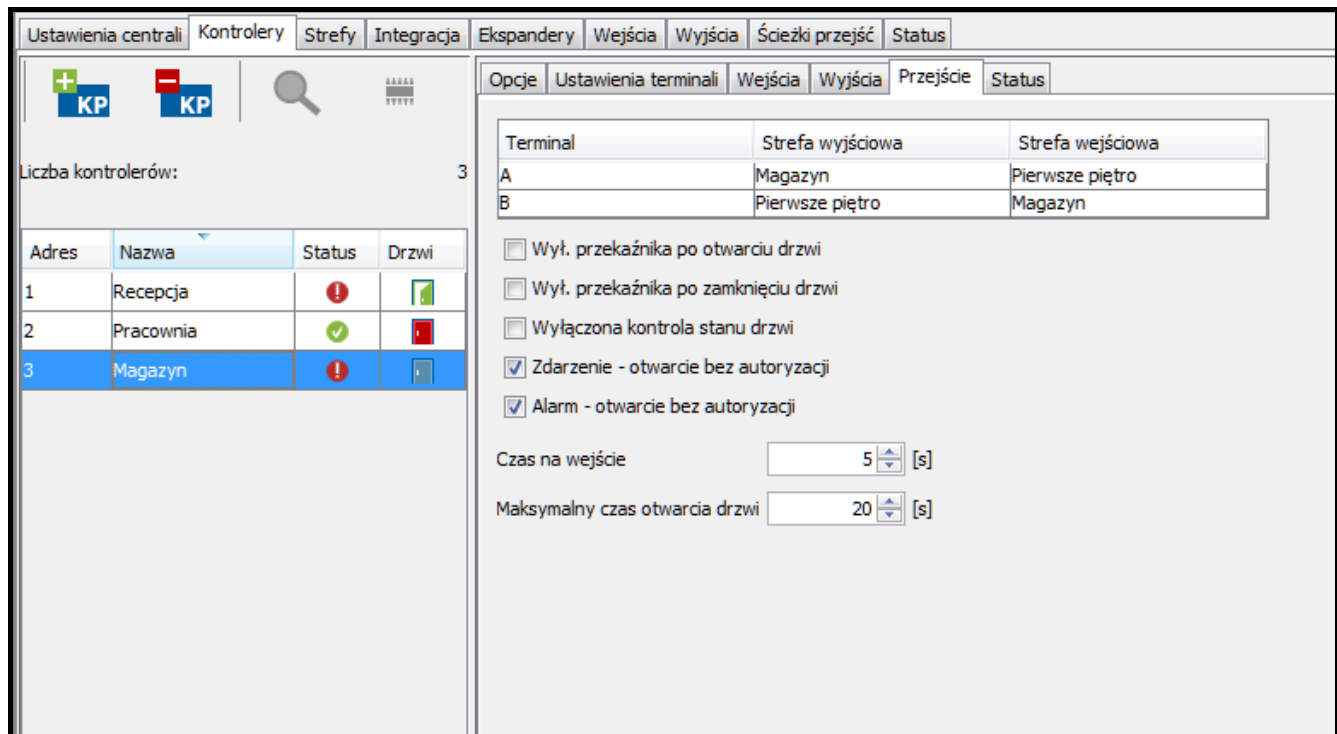 Ustawienia centrali Kontrolery Strefy Integracja Ekspandery Wejścia Wyjścia Ścieżki przejść Status
KP KP
Liczba kontrolerów: 3
Adres Nazwa Status Drzwi
1 Recepcja
2 Pracownia
3 Magazyn
Opcje Ustawienia terminali Wejścia Wyjścia Przejście Status
Terminal Strefa wyjściowa Strefa wejściowa
A Magazyn Pierwsze piętro
B Pierwsze piętro Magazyn
Wył. przekaźnika po otwarciu drzwi
Wył. przekaźnika po zamknięciu drzwi
Wyłączona kontrola stanu drzwi
Zdarzenie - otwarcie bez autoryzacji
Alarm - otwarcie bez autoryzacji
Czas na wejście 5 [s]
Maksymalny czas otwarcia drzwi 20 [s]